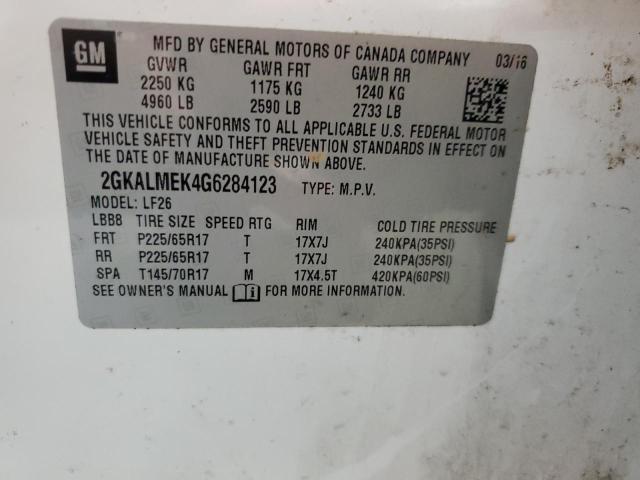 GM
MFD BY GENERAL MOTORS OF CANADA COMPANY 03/16
GVWR GAWR FRT GAWR RR
2250 KG 1175 KG 1240 KG
4960 LB 2590 LB 2733 LB
THIS VEHICLE CONFORMS TO ALL APPLICABLE U.S. FEDERAL MOTOR
VEHICLE SAFETY AND THEFT PREVENTION STANDARDS IN EFFECT ON
THE DATE OF MANUFACTURE SHOWN ABOVE.
2GKALMEK4G6284123 TYPE: M.P.V.
MODEL: LF26
LBB8 TIRE SIZE SPEED RTG RIM COLD TIRE PRESSURE
FRT P225/65R17 T 17X7J 240KPA(35PSI)
RR P225/65R17 T 17X7J 240KPA(35PSI)
SPA T145/70R17 M 17X4.5T 420KPA(60PSI)
SEE OWNER'S MANUAL FOR MORE INFORMATION.